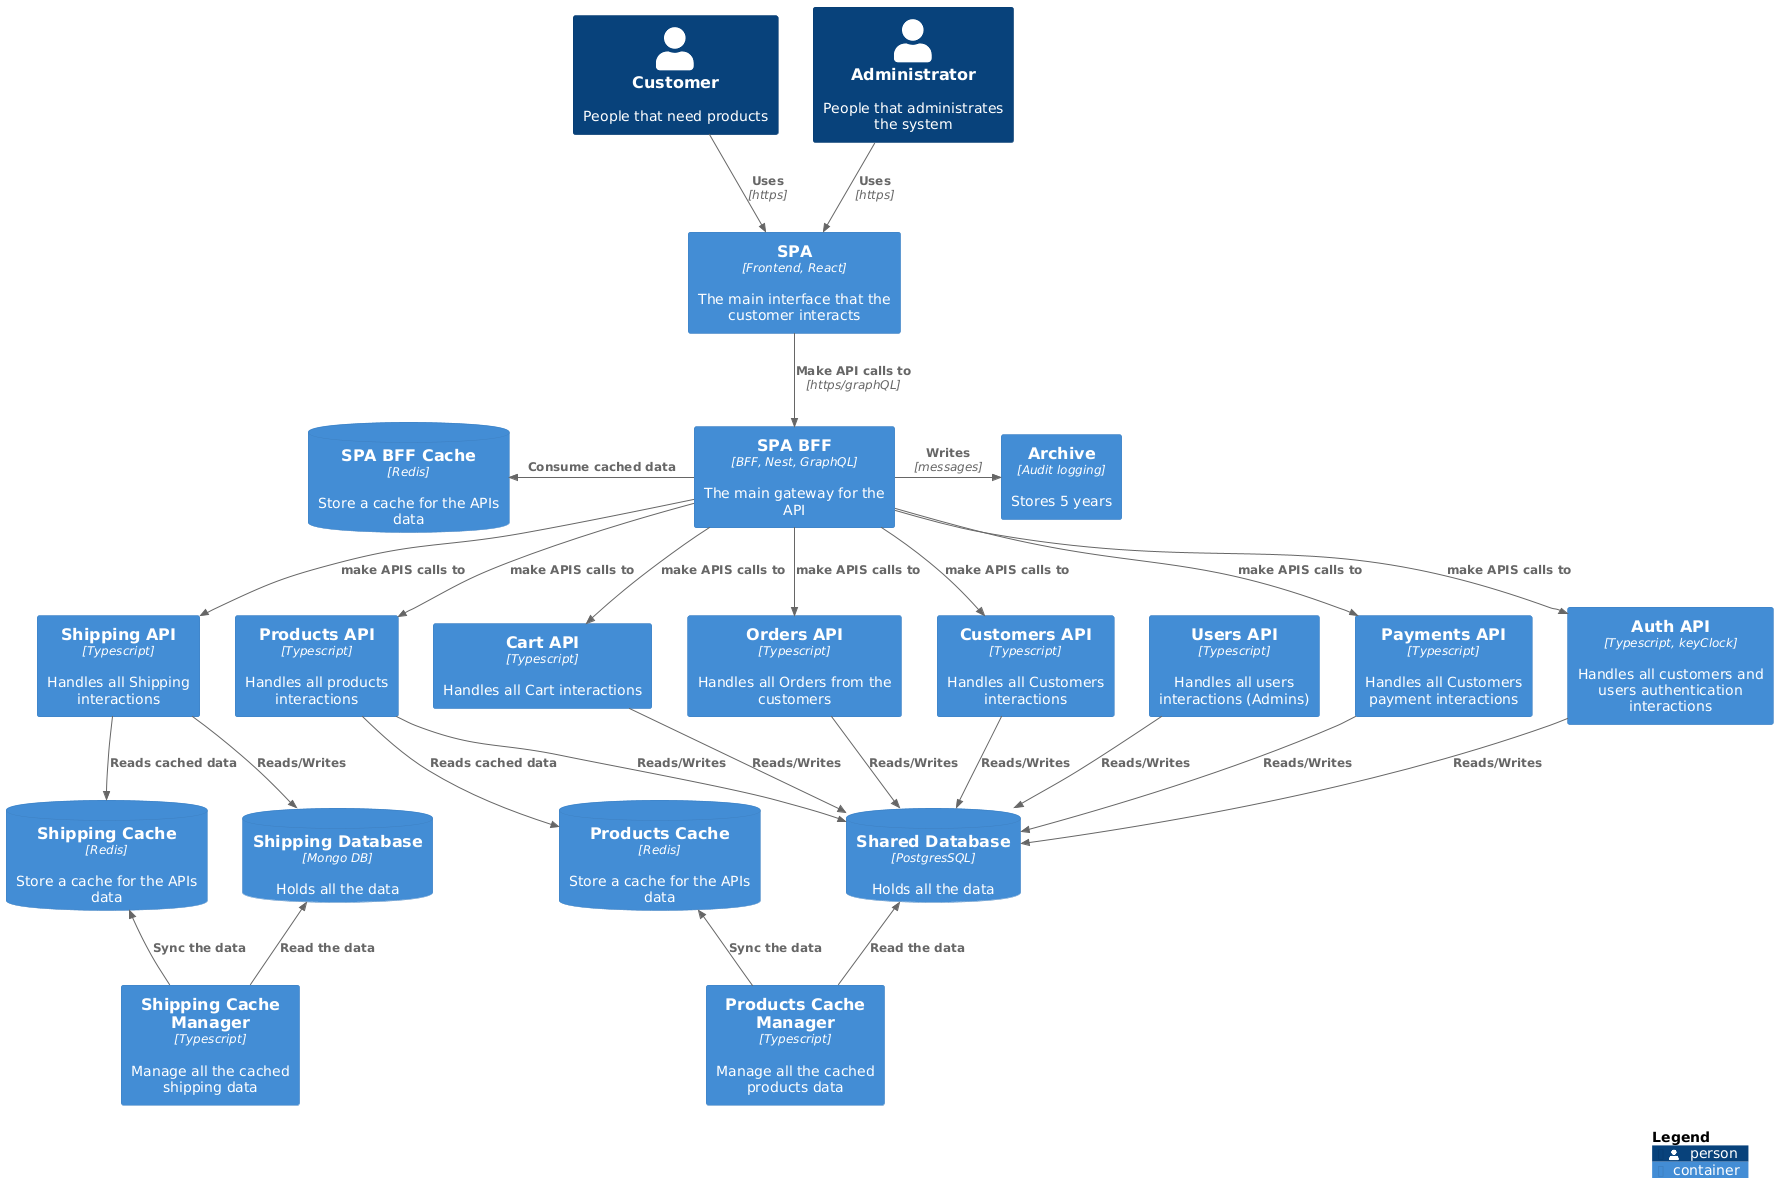 Customer
People that need products
Administrator
People that administrates
the system
Uses
[https]
Uses
[https]
SPA
[Frontend, React]
The main interface that the
customer interacts
Make API calls to
[https/graphQL]
SPA BFF Cache
[Redis]
Store a cache for the APIs
data
Consume cached data
SPA BFF
[BFF, Nest, GraphQL]
The main gateway for the
API
Writes
[messages]
Archive
[Audit logging]
Stores 5 years
make APIS calls to
make APIS calls to
make APIS calls to
make APIS calls to
make APIS calls to
make APIS calls to
make APIS calls to
Shipping API
[Typescript]
Handles all Shipping
interactions
Products API
[Typescript]
Handles all products
interactions
Cart API
[Typescript]
Handles all Cart interactions
Orders API
[Typescript]
Handles all Orders from the
customers
Customers API
[Typescript]
Handles all Customers
interactions
Users API
[Typescript]
Handles all users
interactions (Admins)
Payments API
[Typescript]
Handles all Customers
payment interactions
Auth API
[Typescript, keyClock]
Handles all customers and
users authentication
interactions
Reads cached data
Reads/Writes
Reads cached data
Reads/Writes
Reads/Writes
Reads/Writes
Reads/Writes
Reads/Writes
Reads/Writes
Reads/Writes
Shipping Cache
[Redis]
Store a cache for the APIs
data
Shipping Database
[Mongo DB]
Holds all the data
Products Cache
[Redis]
Store a cache for the APIs
data
Shared Database
[PostgresSQL]
Holds all the data
Sync the data
Read the data
Sync the data
Read the data
Shipping Cache
Manager
[Typescript]
Manage all the cached
shipping data
Products Cache
Manager
[Typescript]
Manage all the cached
products data
Legend
person
container